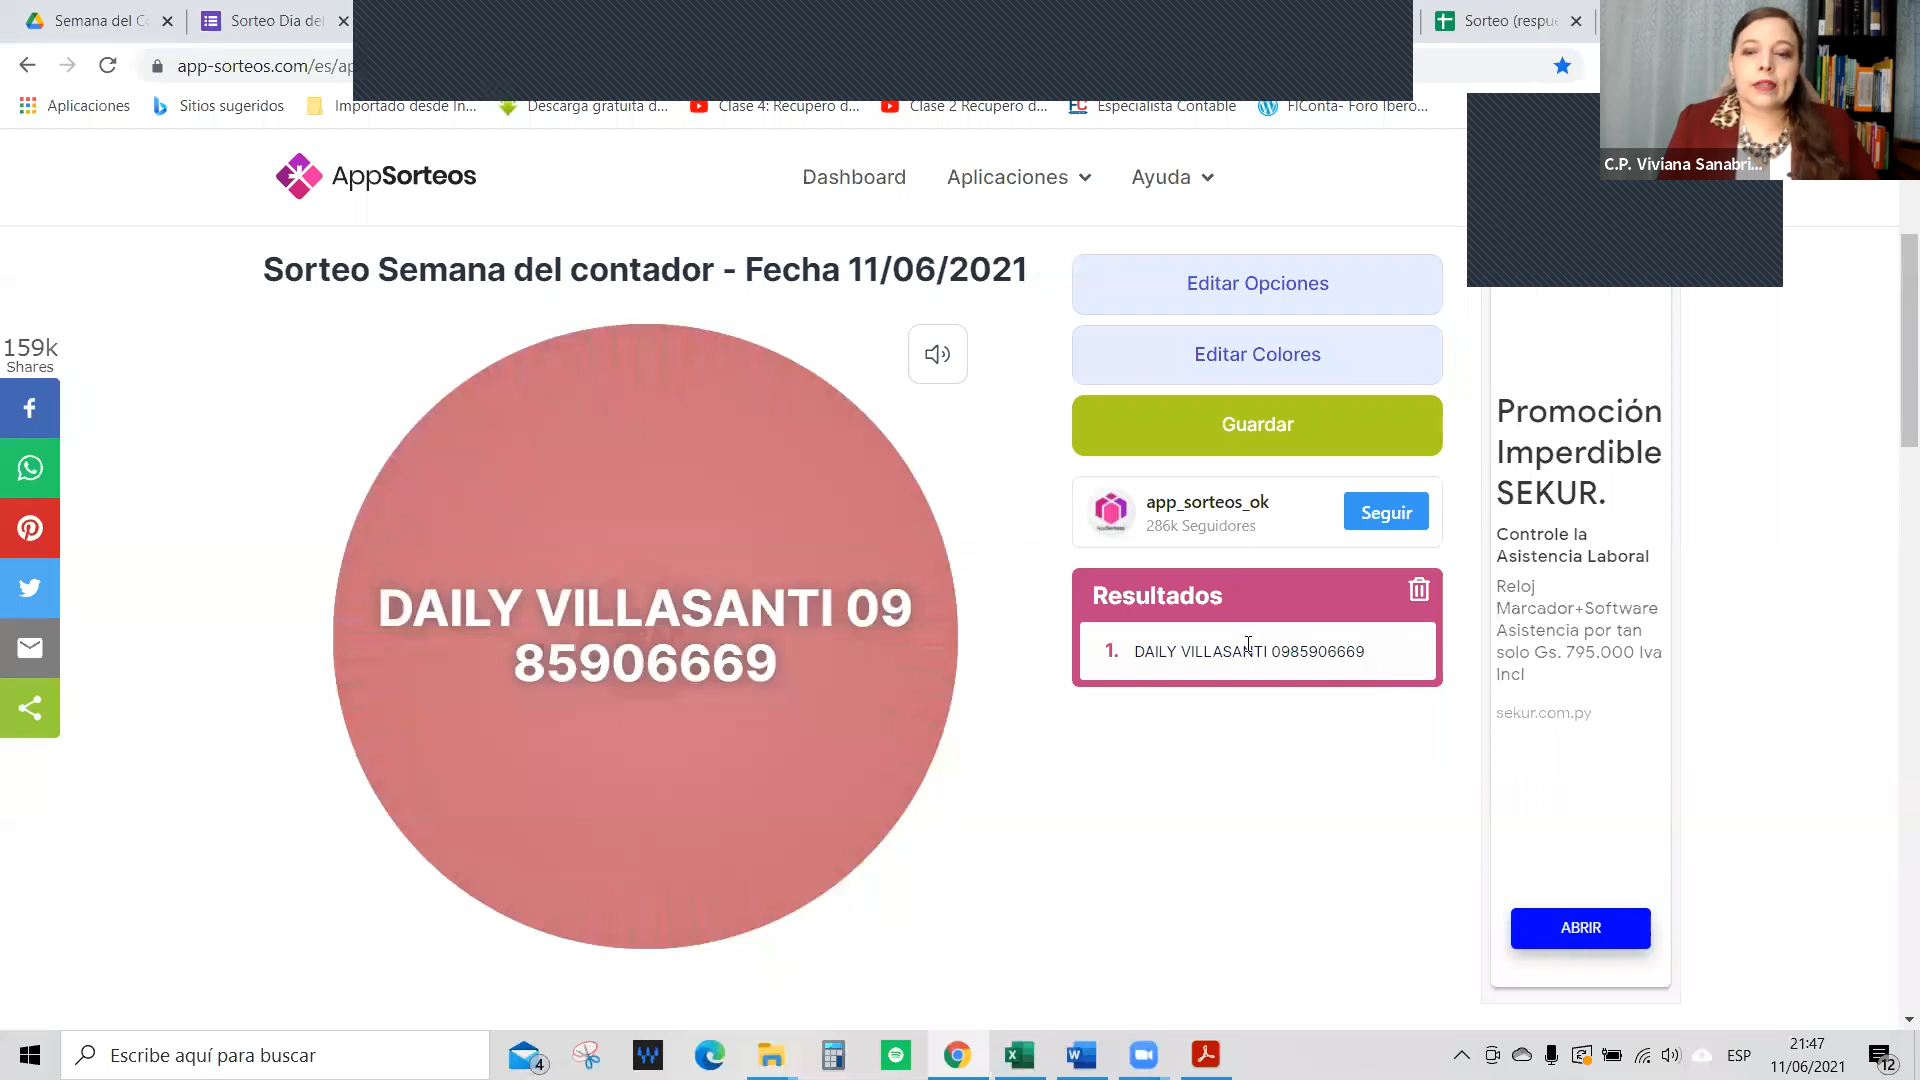 Semana del C
Sorteo Dia del
Sorteo (respu
app-sorteos.com/es/ap
Aplicaciones
Sitios sugeridos
Importado desde In...
Descarga gratuita d...
Clase 4: Recupero d...
Clase 2 Recupero d...
Especialista Contable
FIConta- Foro Ibero...
C.P. Viviana Sanabri...
AppSorteos
Dashboard
Aplicaciones
Ayuda
Sorteo Semana del contador - Fecha 11/06/2021
159k
Shares
DAILY VILLASANTI 09
85906669
Editar Opciones
Editar Colores
Guardar
app_sorteos_ok
286k Seguidores
Seguir
Resultados
1. DAILY VILLASANTI 0985906669
Promoción
Imperdible
SEKUR.
Controle la
Asistencia Laboral
Reloj
Marcador+Software
Asistencia por tan
solo Gs. 795.000 Iva
Incl
sekur.com.py
ABRIR
Escribe aquí para buscar
4
ESP
21:47
11/06/2021
12